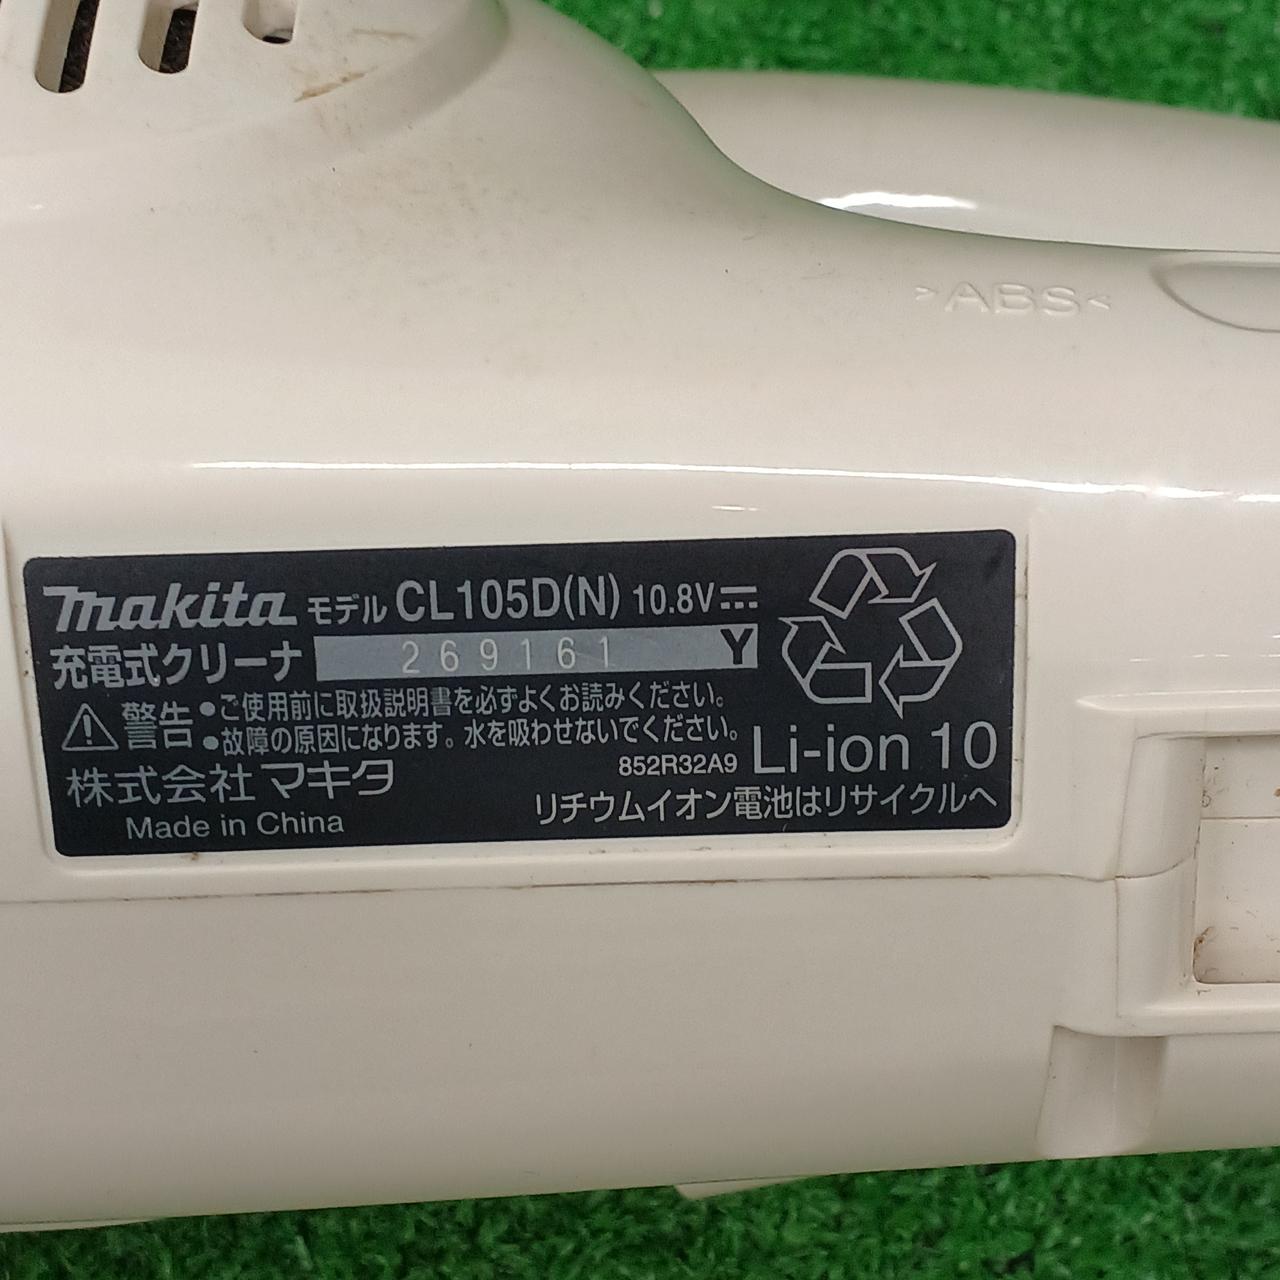 >ABS<
makita モデル CL105D(N) 10.8V
充電式クリーナ 269161 Y
警告 •ご使用前に取扱説明書を必ずよくお読みください。
•故障の原因になります。水を吸わせないでください。
852R32A9 Li-ion 10
株式会社マキタ
リチウムイオン電池はリサイクルへ
Made in China